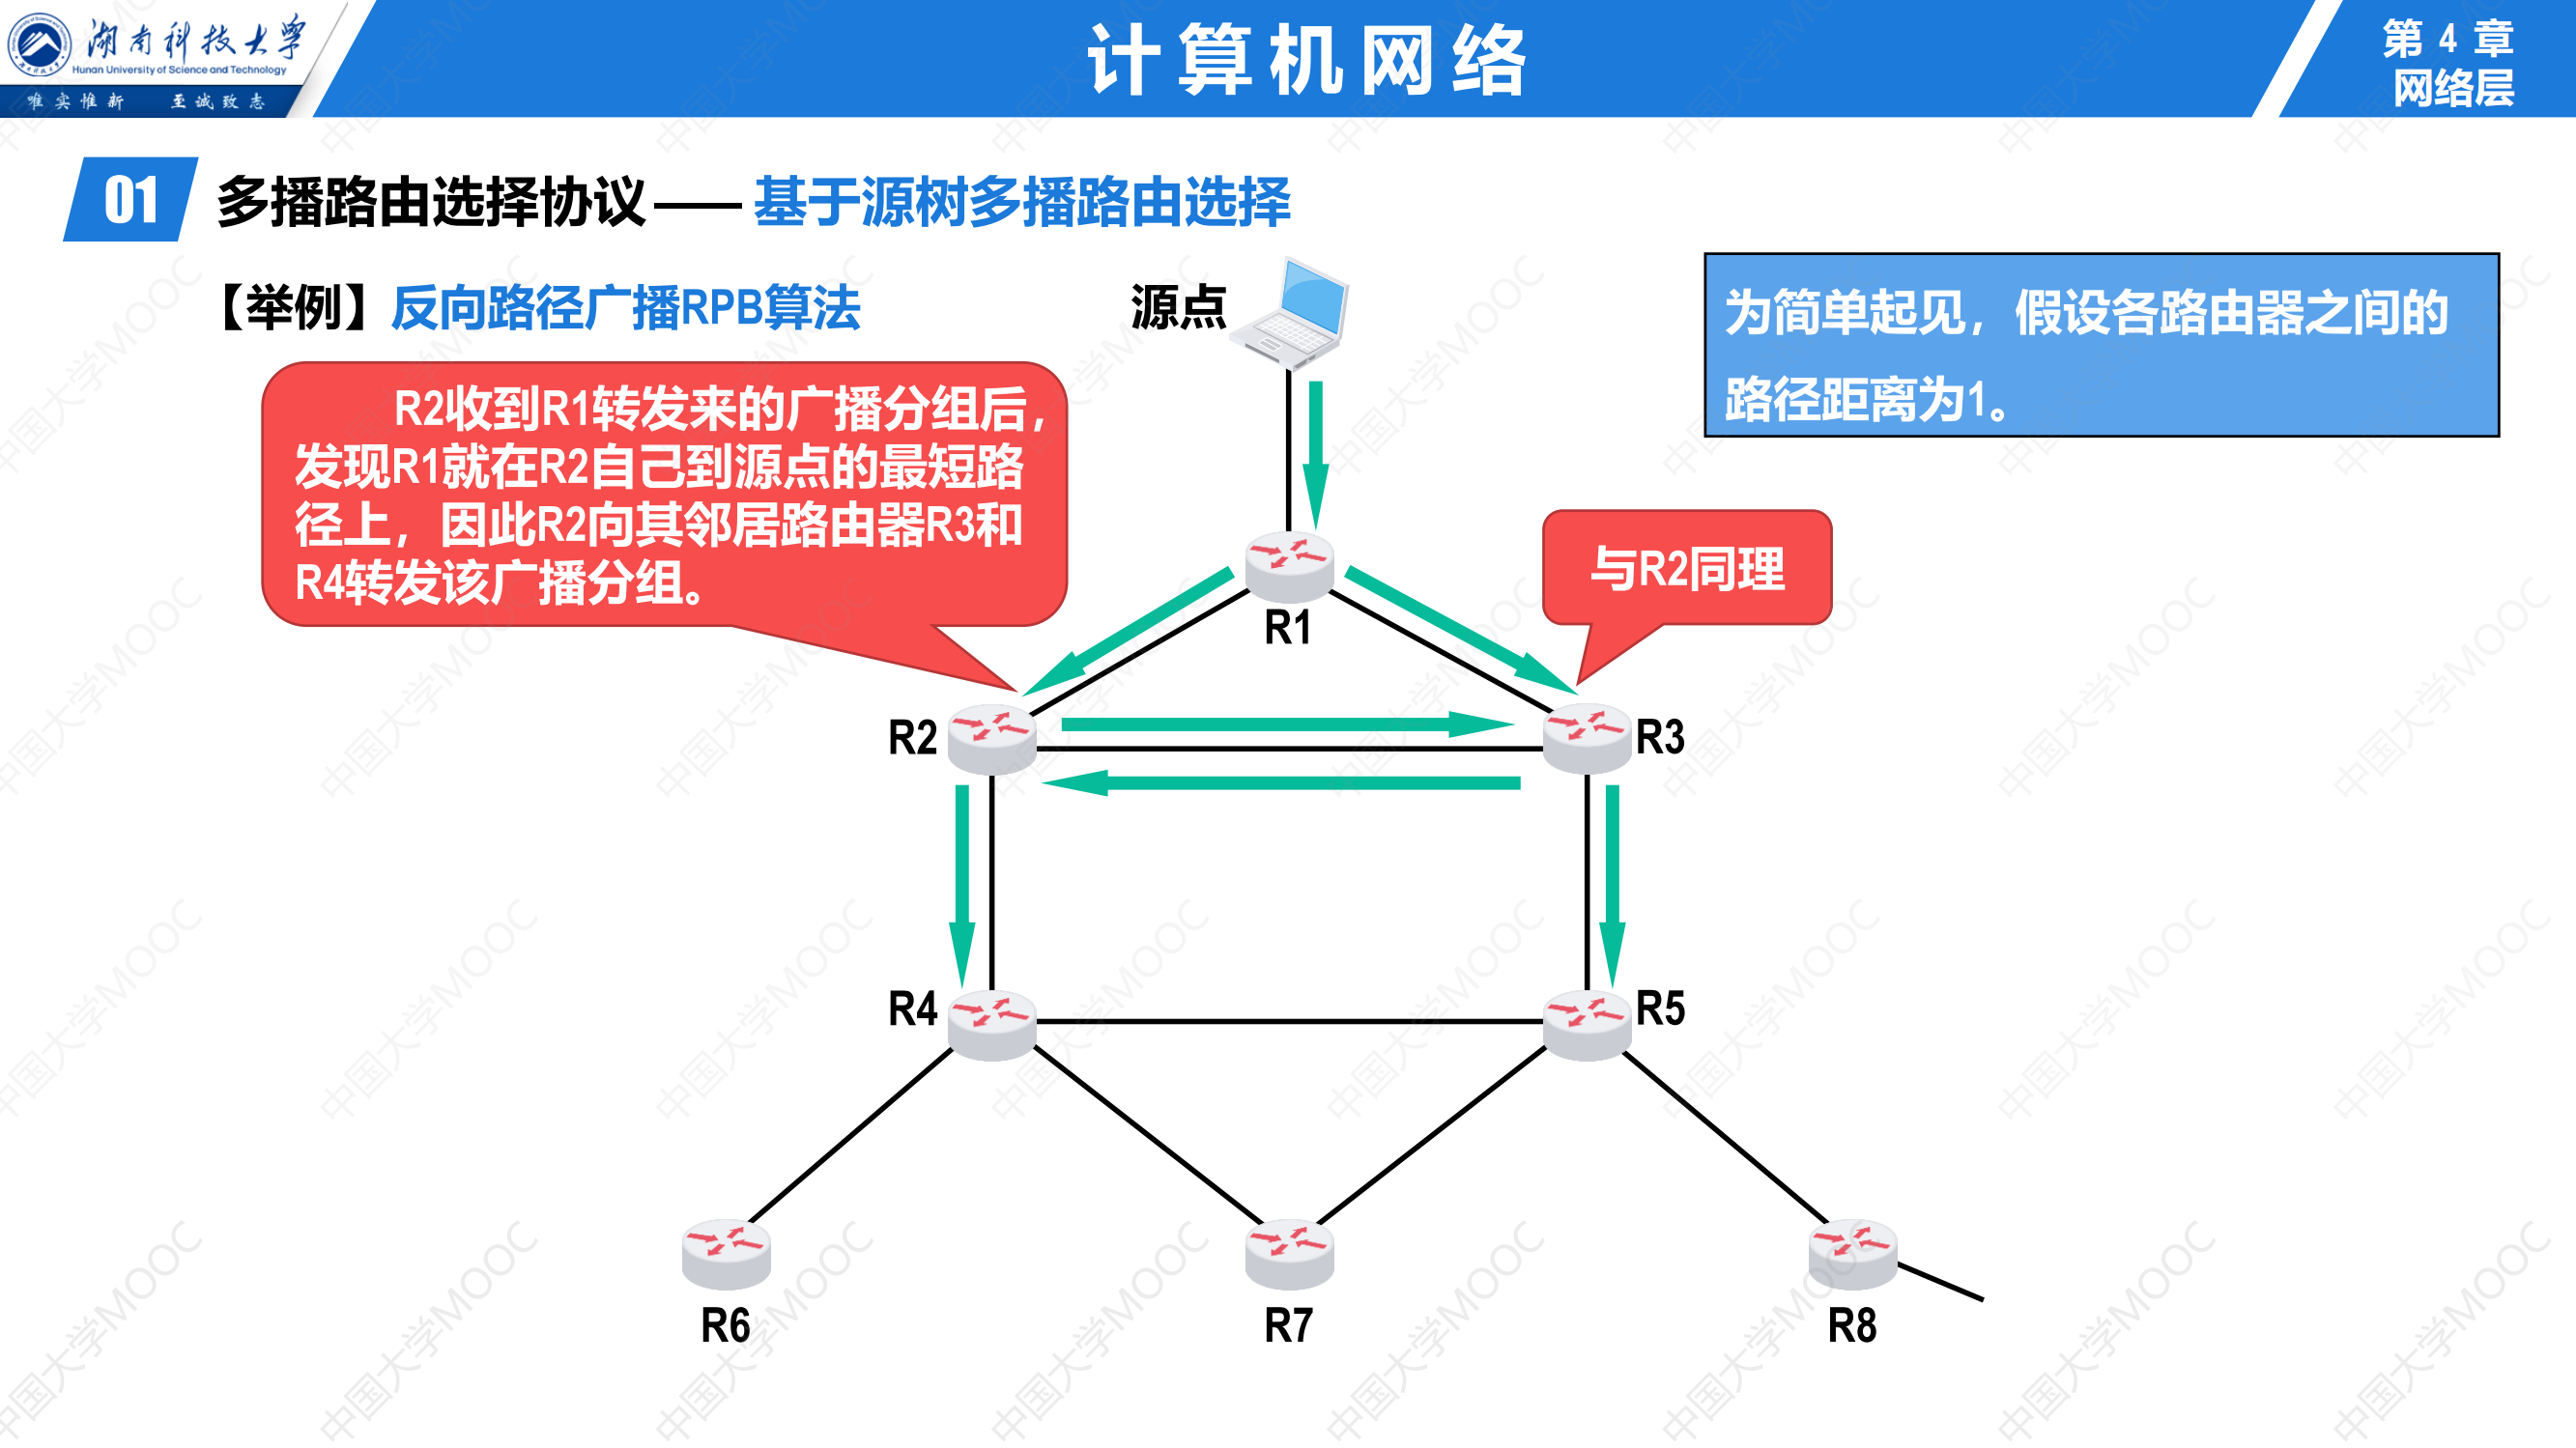 湖南科技大学
Hunan University of Science and Technology
唯实惟新 至诚致志
计算机网络
第 4 章
网络层
01
多播路由选择协议——基于源树多播路由选择
【举例】反向路径广播RPB算法
源点
为简单起见，假设各路由器之间的
路径距离为1。
R2收到R1转发来的广播分组后，
发现R1就在R2自己到源点的最短路
径上，因此R2向其邻居路由器R3和
R4转发该广播分组。
与R2同理
R1
R2
R3
R4
R5
R6
R7
R8
中国大学MOOC